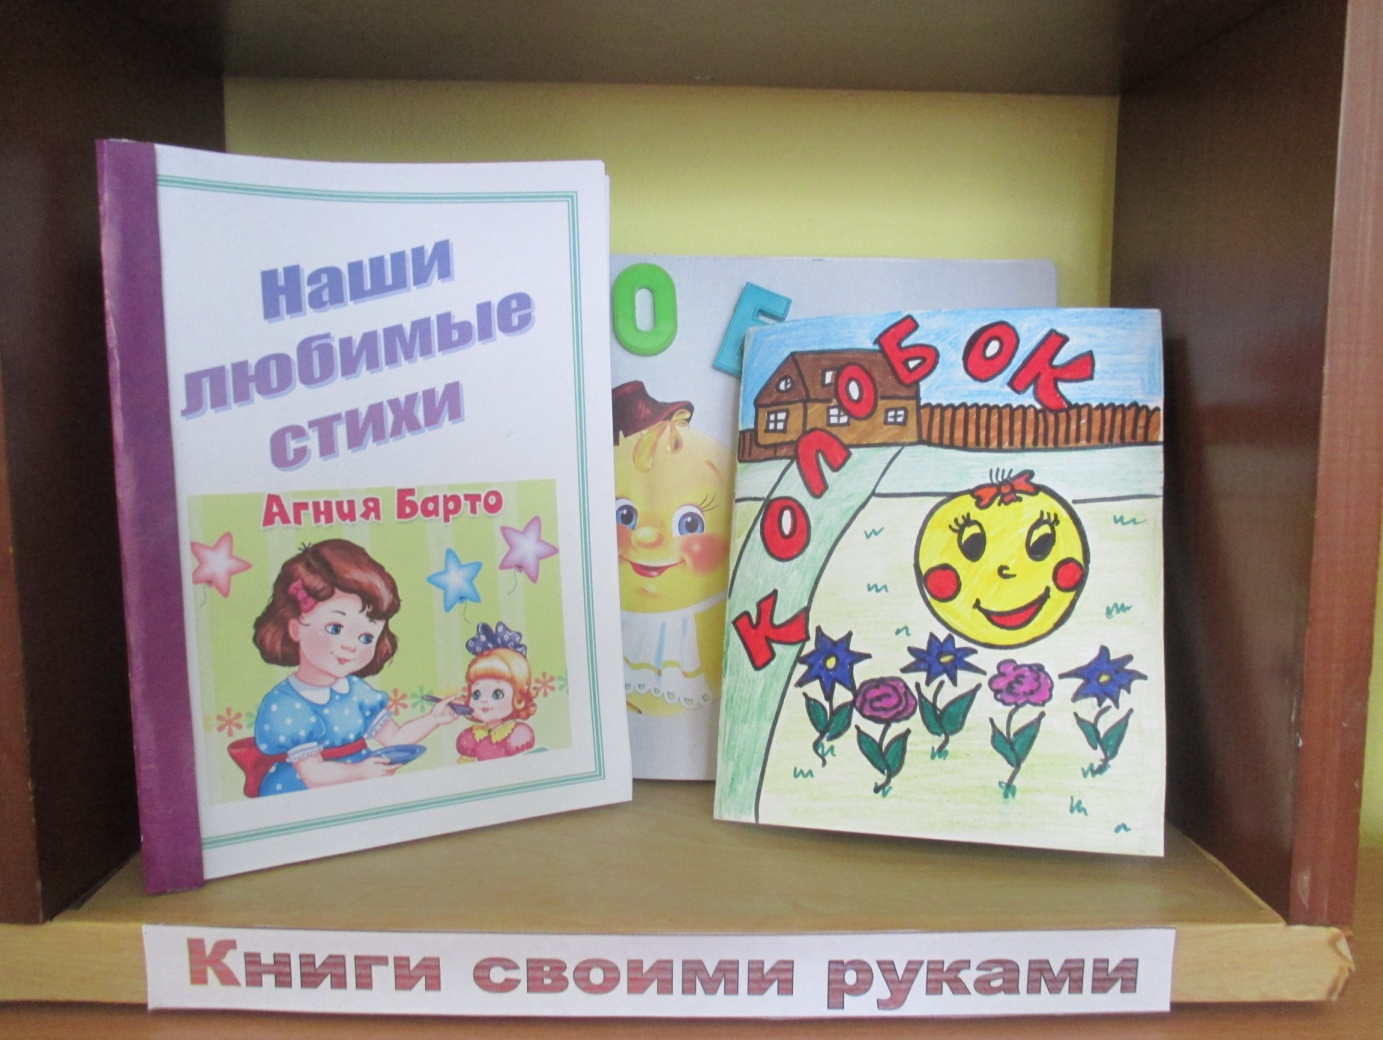 Наши
любимые
стихи
Агния Барто
О Б
КОЛОБОК
Книги своими руками